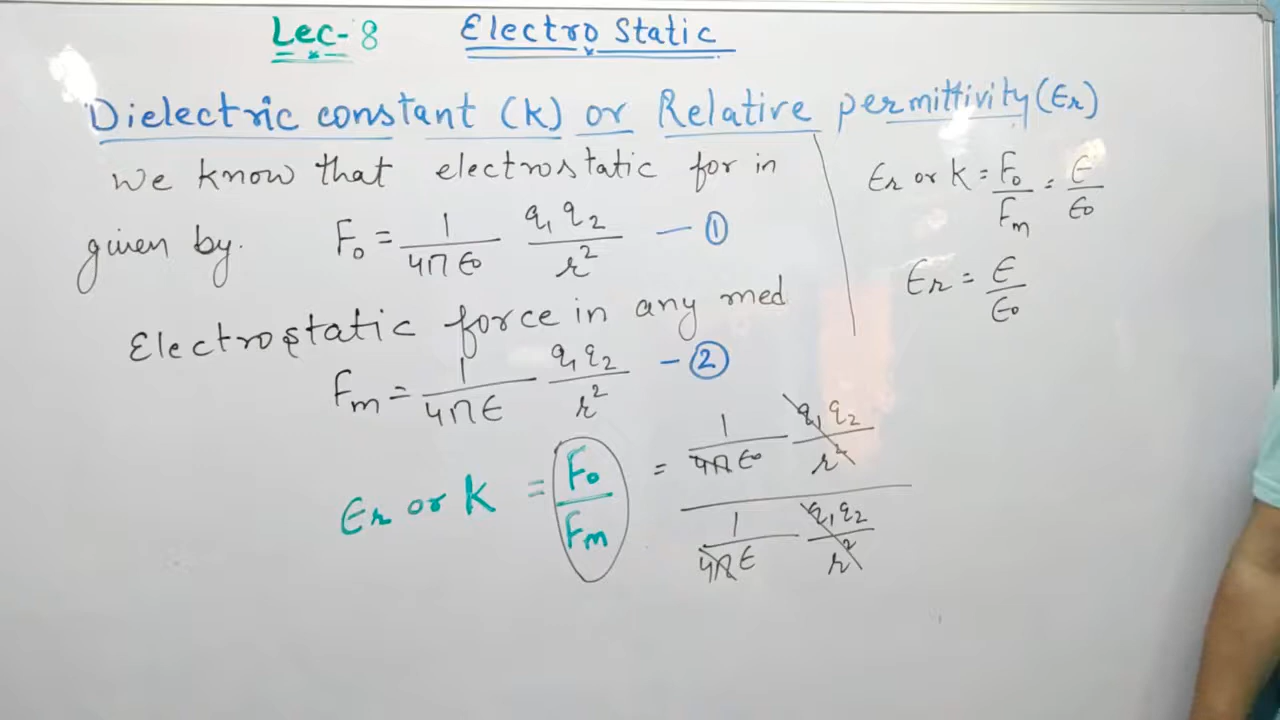 Lec-8 Electro Static
Dielectric constant (K) or Relative permittivity (Er)
we know that electrostatic for in
given by. F₀ = 1/4πϵ₀ q₁q₂/r² — ①
Electrostatic force in any med
Fm = 1/4πϵ q₁q₂/r² — ②
ϵr or K = F₀/Fm = 1/4πϵ₀ q₁q₂/r² / 1/4πϵ q₁q₂/r²
ϵr or K = F₀/Fm = ϵ/ϵ₀
ϵr = ϵ/ϵ₀